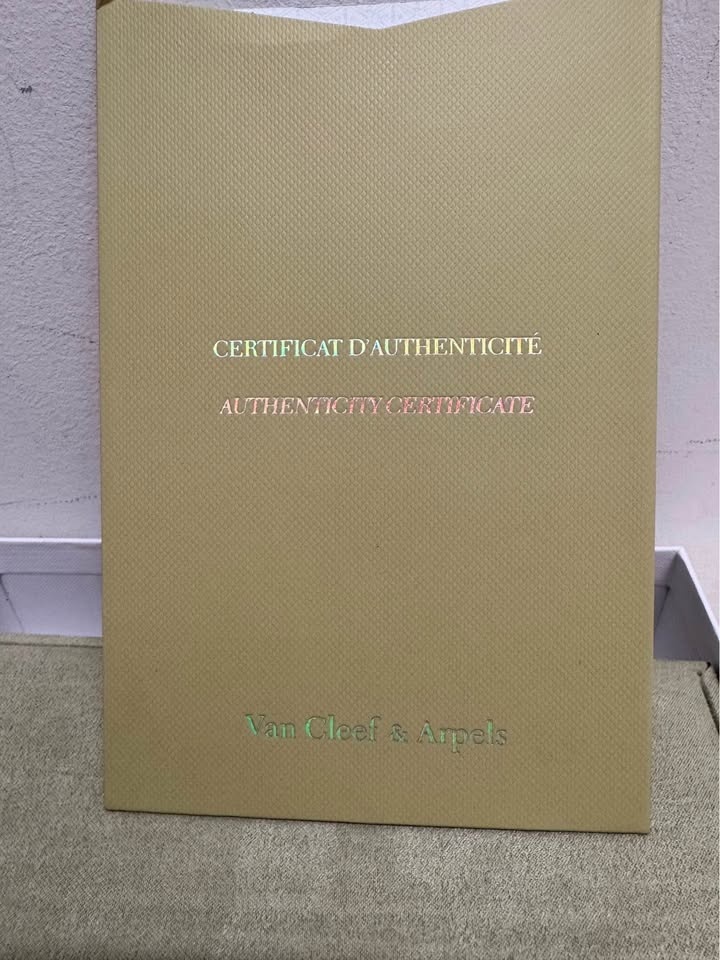 CERTIFICAT D'AUTHENTICITÉ
AUTHENTICITY CERTIFICATE
Van Cleef & Arpels